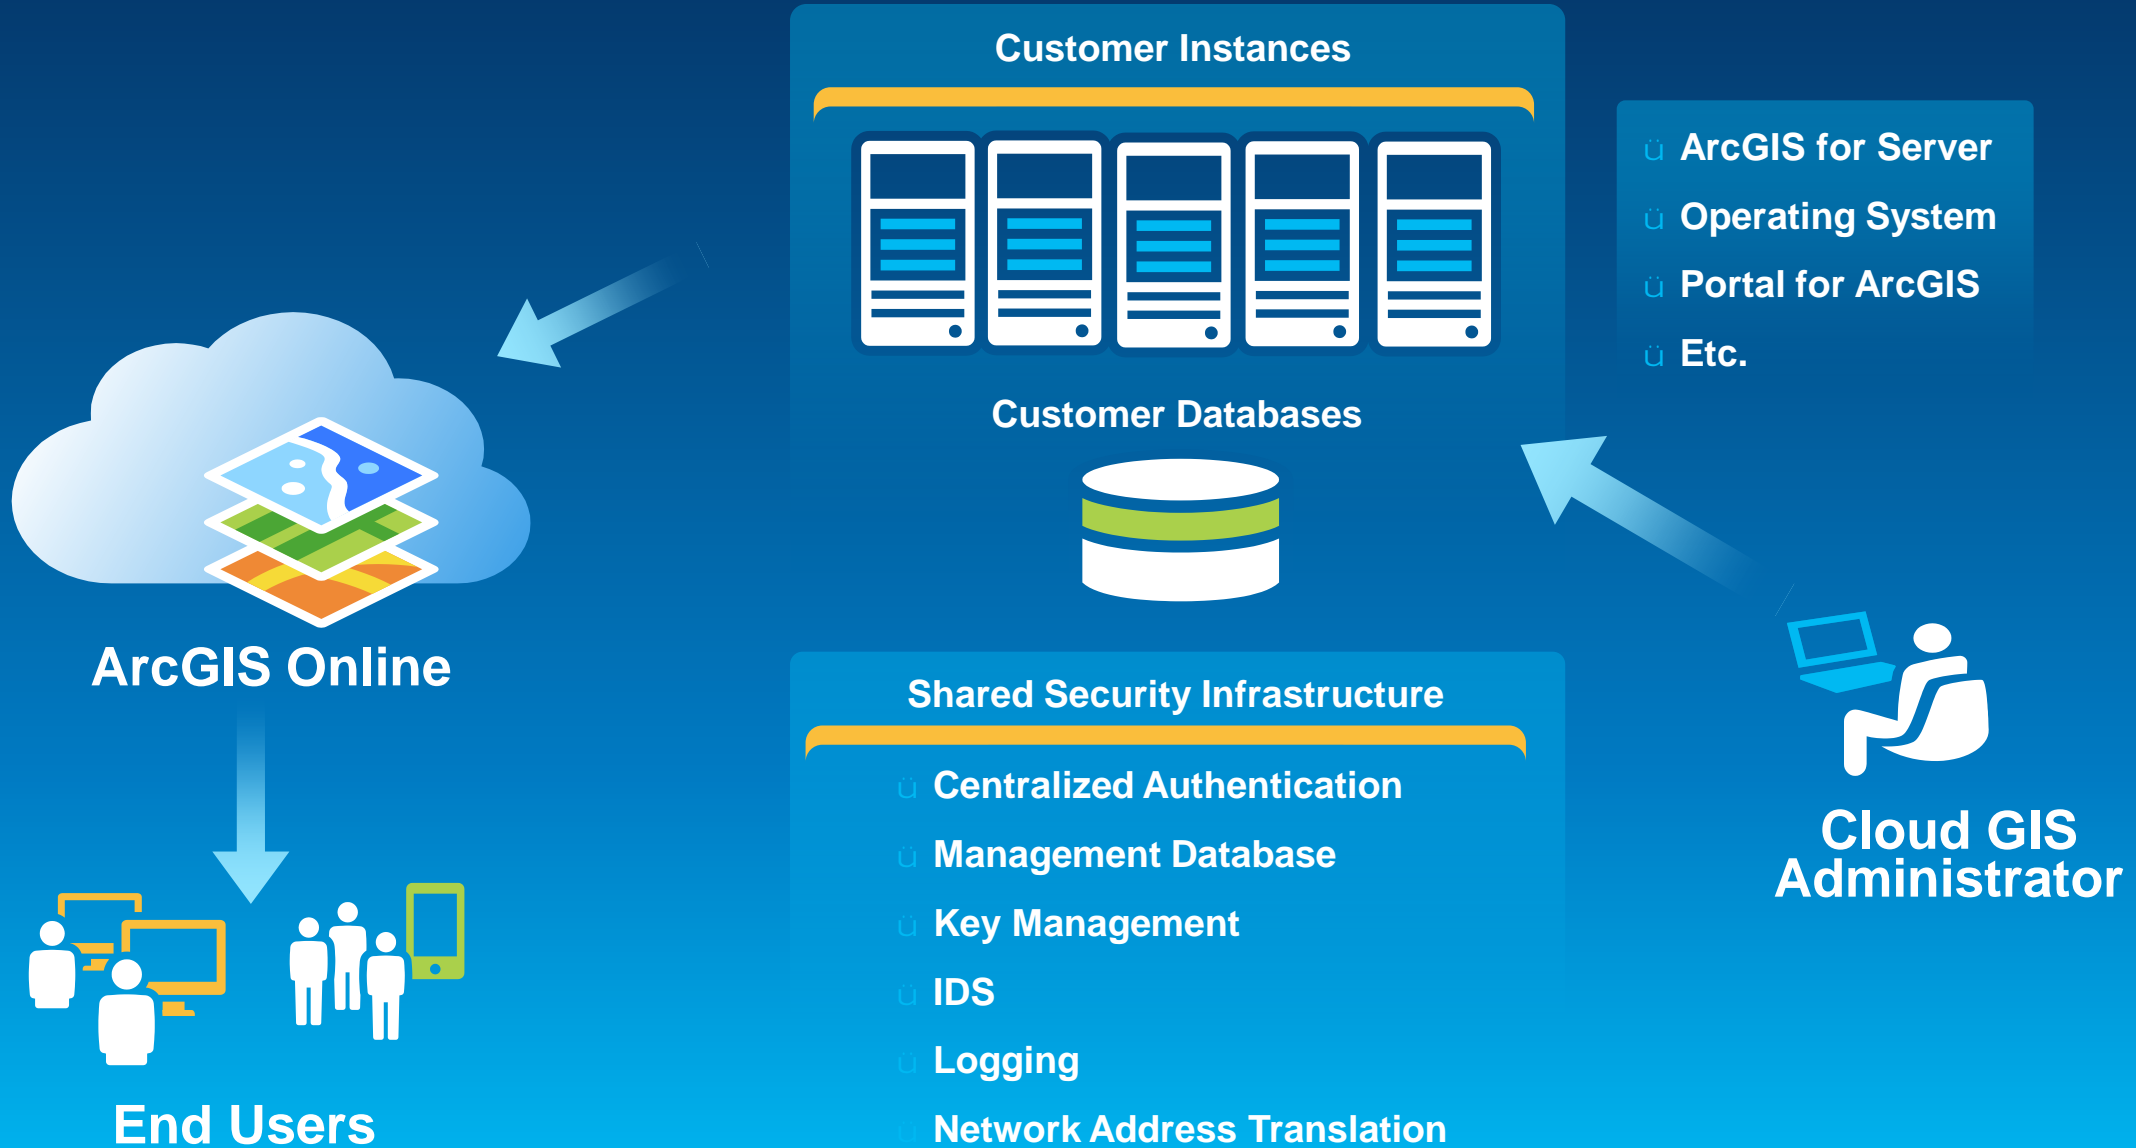 Customer Instances
ü ArcGIS for Server
ü Operating System
ü Portal for ArcGIS
ü Etc.
Customer Databases
ArcGIS Online
Shared Security Infrastructure
ü Centralized Authentication
ü Management Database
ü Key Management
ü IDS
ü Logging
ü Network Address Translation
Cloud GIS
Administrator
End Users